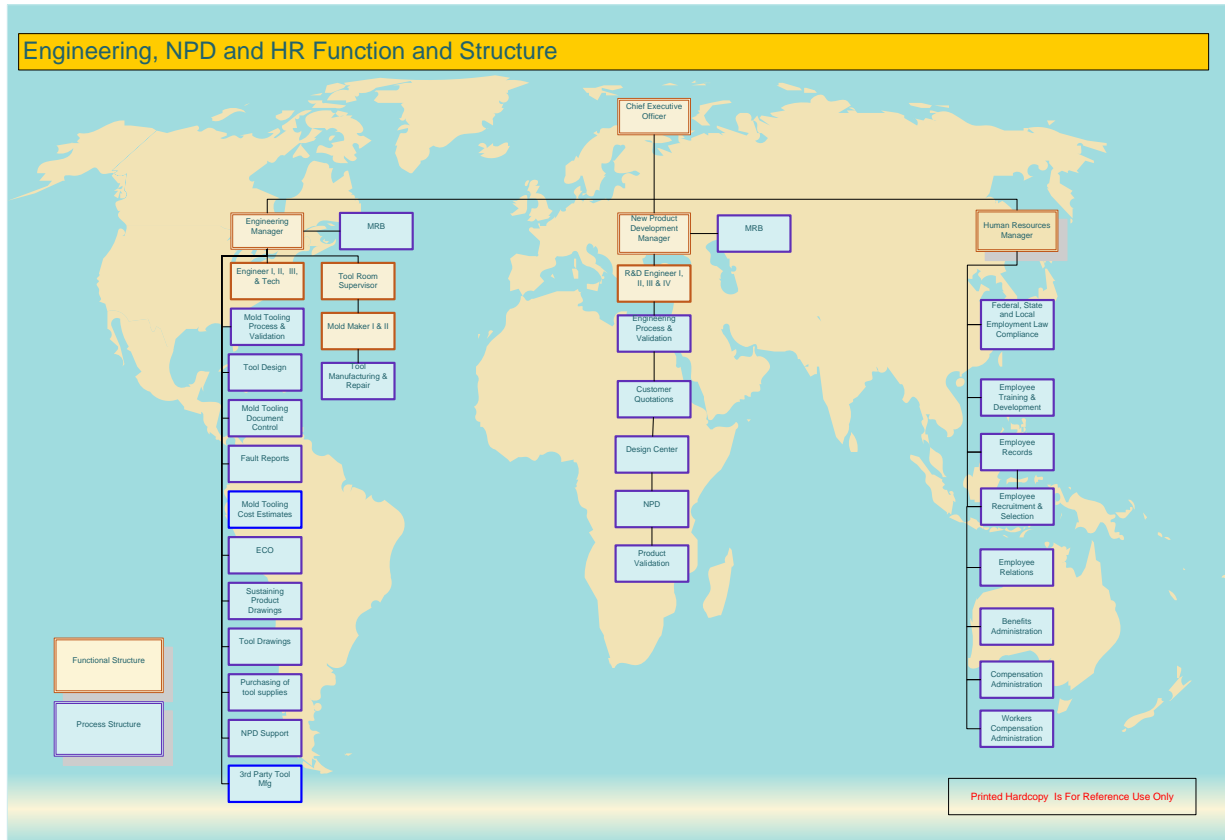 Engineering, NPD and HR Function and Structure
Chief Executive
Officer
Engineering
Manager
MRB
New Product
Development
Manager
MRB
Human Resources
Manager
Engineer I, II, III,
& Tech
Tool Room
Supervisor
Mold Maker I & II
Tool
Manufacturing &
Repair
Mold Tooling
Process &
Validation
Tool Design
Mold Tooling
Document
Control
Fault Reports
Mold Tooling
Cost Estimates
ECO
Sustaining
Product
Drawings
Tool Drawings
Purchasing of
tool supplies
NPD Support
3rd Party Tool
Mfg
R&D Engineer I,
II, III & IV
Engineering
Process &
Validation
Customer
Quotations
Design Center
NPD
Product
Validation
Federal, State
and Local
Employment Law
Compliance
Employee
Training &
Development
Employee
Records
Employee
Recruitment &
Selection
Employee
Relations
Benefits
Administration
Compensation
Administration
Workers
Compensation
Administration
Functional Structure
Process Structure
Printed Hardcopy Is For Reference Use Only